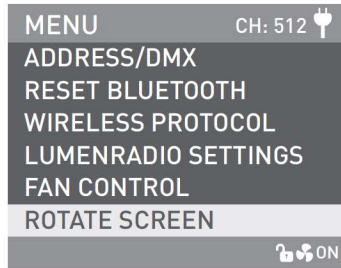 MENU CH: 512
ADDRESS/DMX
RESET BLUETOOTH
WIRELESS PROTOCOL
LUMENRADIO SETTINGS
FAN CONTROL
ROTATE SCREEN
ON